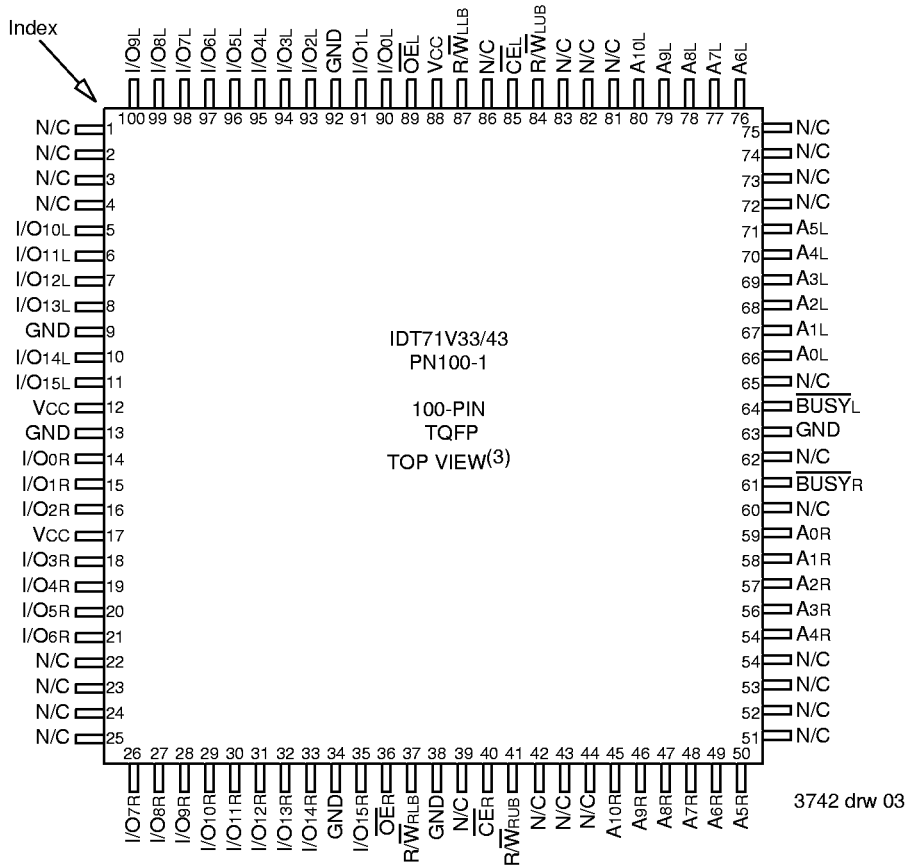 Index
I/O9L
I/O8L
I/O7L
I/O6L
I/O5L
I/O4L
I/O3L
I/O2L
GND
I/O1L
I/O0L
OEL
VCC
R/WLLB
N/C
CEL
R/WLUB
N/C
N/C
N/C
A10L
A9L
A8L
A7L
A6L
100 99 98 97 96 95 94 93 92 91 90 89 88 87 86 85 84 83 82 81 80 79 78 77 76
N/C 1
N/C 2
N/C 3
N/C 4
I/O10L 5
I/O11L 6
I/O12L 7
I/O13L 8
GND 9
I/O14L 10
I/O15L 11
VCC 12
GND 13
I/O0R 14
I/O1R 15
I/O2R 16
VCC 17
I/O3R 18
I/O4R 19
I/O5R 20
I/O6R 21
N/C 22
N/C 23
N/C 24
N/C 25
IDT71V33/43
PN100-1
100-PIN
TQFP
TOP VIEW(3)
75 N/C
74 N/C
73 N/C
72 N/C
71 A5L
70 A4L
69 A3L
68 A2L
67 A1L
66 A0L
65 N/C
64 BUSYL
63 GND
62 N/C
61 BUSYR
60 N/C
59 A0R
58 A1R
57 A2R
56 A3R
54 A4R
54 N/C
53 N/C
52 N/C
51 N/C
26 27 28 29 30 31 32 33 34 35 36 37 38 39 40 41 42 43 44 45 46 47 48 49 50
I/O7R
I/O8R
I/O9R
I/O10R
I/O11R
I/O12R
I/O13R
I/O14R
GND
I/O15R
OER
R/WRLB
GND
N/C
CER
R/WRUB
N/C
N/C
N/C
A10R
A9R
A8R
A7R
A6R
A5R
3742 drw 03